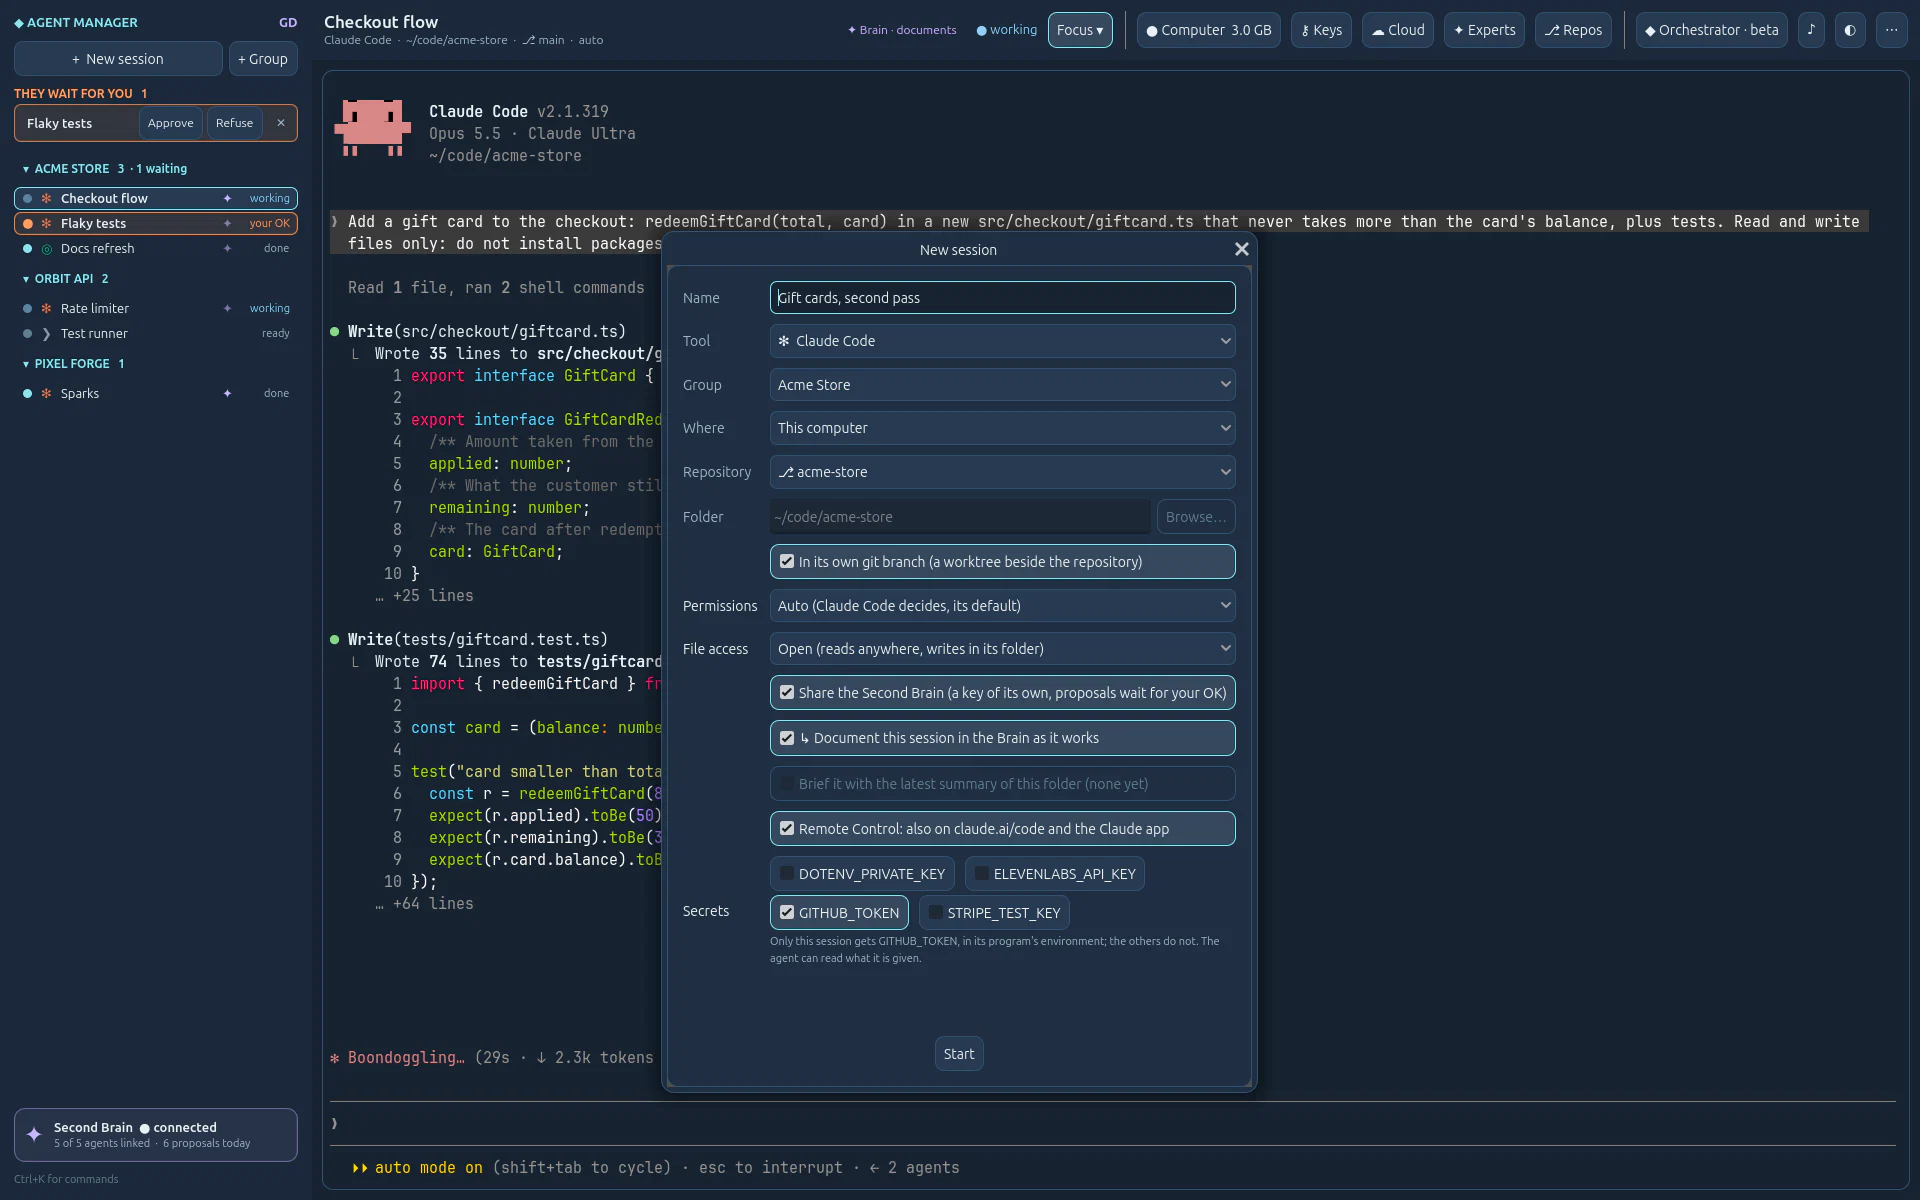 ◆ AGENT MANAGER
GD
+ New session
+ Group
THEY WAIT FOR YOU 1
Flaky tests
Approve
Refuse
×
▾ ACME STORE 3 · 1 waiting
Checkout flow ✦ working
Flaky tests ✦ your OK
Docs refresh ✦ done
▾ ORBIT API 2
Rate limiter ✦ working
Test runner ready
▾ PIXEL FORGE 1
Sparks ✦ done
Second Brain ● connected
5 of 5 agents linked · 6 proposals today
Ctrl+K for commands
Checkout flow
Claude Code · ~/code/acme-store · ⎇ main · auto
✦ Brain · documents
● working
Focus ▾
● Computer 3.0 GB
Keys
☁ Cloud
✦ Experts
⎇ Repos
◆ Orchestrator · beta
♪
◐
···
Claude Code v2.1.319
Opus 5.5 · Claude Ultra
~/code/acme-store
❯ Add a gift card to the checkout: redeemGiftCard(total, card) in a new src/checkout/giftcard.ts that never takes more than the card's balance, plus tests. Read and write
files only: do not install packages
Read 1 file, ran 2 shell commands
● Write(src/checkout/giftcard.ts)
└ Wrote 35 lines to src/checkout/g
1 export interface GiftCard {
2
3 export interface GiftCardRed
4 /** Amount taken from the
5 applied: number;
6 /** What the customer stil
7 remaining: number;
8 /** The card after redempt
9 card: GiftCard;
10 }
… +25 lines
● Write(tests/giftcard.test.ts)
└ Wrote 74 lines to tests/giftcard
1 import { redeemGiftCard } fr
2
3 const card = (balance: numbe
4
5 test("card smaller than tota
6 const r = redeemGiftCard(8
7 expect(r.applied).toBe(50)
8 expect(r.remaining).toBe(3
9 expect(r.card.balance).toB
10 });
… +64 lines
✻ Boondoggling… (29s · ↓ 2.3k tokens
❯
⏵⏵ auto mode on (shift+tab to cycle) · esc to interrupt · ← 2 agents
New session
Name
Gift cards, second pass
Tool
✻ Claude Code
Group
Acme Store
Where
This computer
Repository
⎇ acme-store
Folder
~/code/acme-store
Browse…
In its own git branch (a worktree beside the repository)
Permissions
Auto (Claude Code decides, its default)
File access
Open (reads anywhere, writes in its folder)
Share the Second Brain (a key of its own, proposals wait for your OK)
↳ Document this session in the Brain as it works
Brief it with the latest summary of this folder (none yet)
Remote Control: also on claude.ai/code and the Claude app
Secrets
DOTENV_PRIVATE_KEY
ELEVENLABS_API_KEY
GITHUB_TOKEN
STRIPE_TEST_KEY
Only this session gets GITHUB_TOKEN, in its program's environment; the others do not. The
agent can read what it is given.
Start